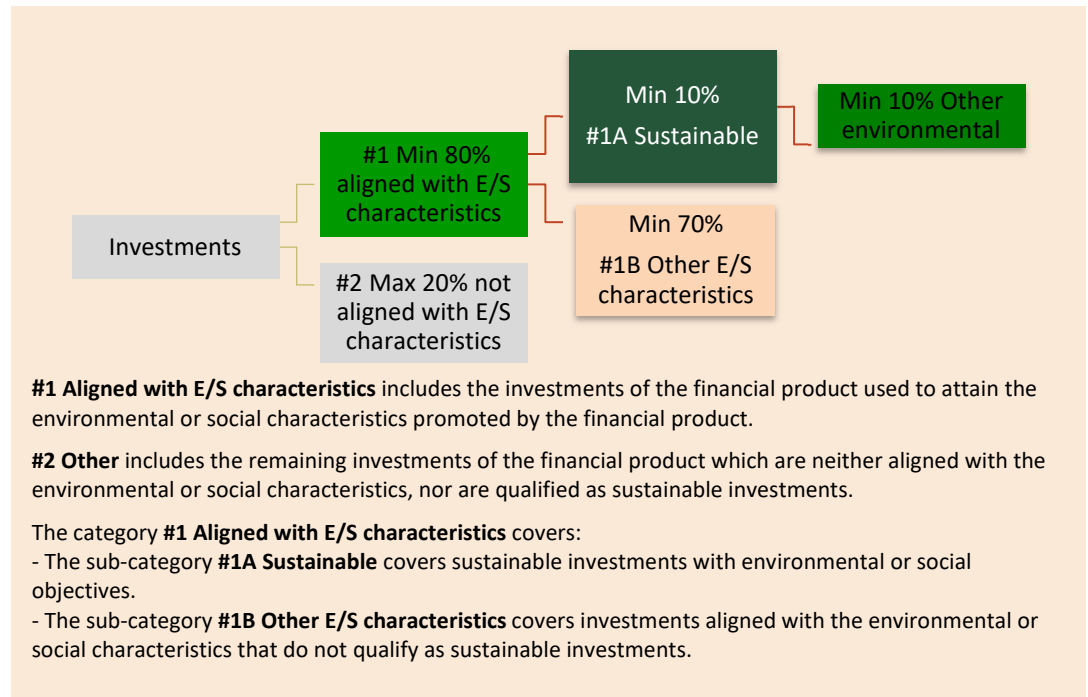 Investments
#1 Min 80%
aligned with E/S
characteristics
#2 Max 20% not
aligned with E/S
characteristics
Min 10%
#1A Sustainable
Min 70%
#1B Other E/S
characteristics
Min 10% Other
environmental
#1 Aligned with E/S characteristics includes the investments of the financial product used to attain the
environmental or social characteristics promoted by the financial product.
#2 Other includes the remaining investments of the financial product which are neither aligned with the
environmental or social characteristics, nor are qualified as sustainable investments.
The category #1 Aligned with E/S characteristics covers:
- The sub-category #1A Sustainable covers sustainable investments with environmental or social
objectives.
- The sub-category #1B Other E/S characteristics covers investments aligned with the environmental or
social characteristics that do not qualify as sustainable investments.